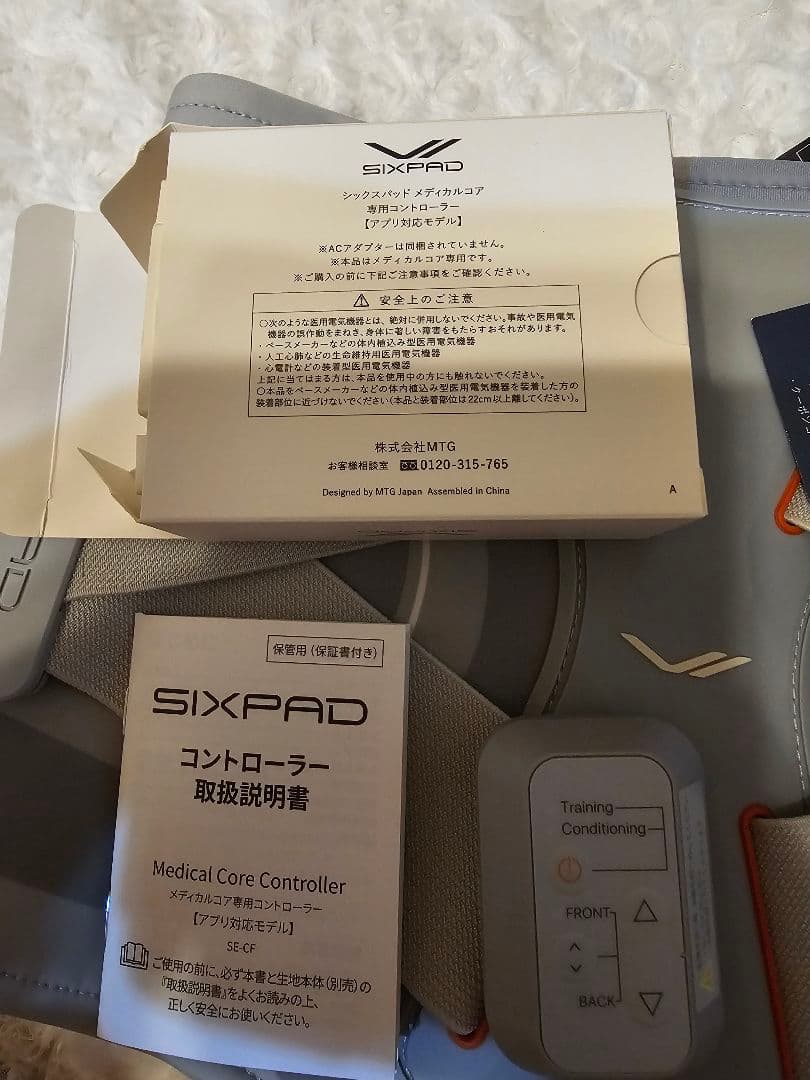 SIXPAD
シックスパッド メディカルコア
専用コントローラー
【アプリ対応モデル】
※ACアダプターは同梱されていません。
※本品はメディカルコア専用です。
※ご購入の前に下記ご注意事項をご確認ください。
⚠ 安全上のご注意
○次のような医用電気機器とは、絶対に併用しないでください。事故や医用電気
機器の誤作動をまねき、身体に著しい障害をもたらすおそれがあります。
・ペースメーカーなどの体内植込み型医用電気機器
・人工心肺などの生命維持用医用電気機器
・心電計などの装着型医用電気機器
上記に当てはまる方は、本品を使用中の方にも触れないでください。
○本品をペースメーカーなどの体内植込み型医用電気機器を装着した方の
装着部位に近づけないでください(本品と装着部位は22cm以上離してください)。
株式会社MTG
お客様相談室 0120-315-765
Designed by MTG Japan Assembled in China
A
保管用(保証書付き)
SIXPAD
コントローラー
取扱説明書
Medical Core Controller
メディカルコア専用コントローラー
【アプリ対応モデル】
SE-CF
ご使用の前に、必ず本書と生地本体(別売)の
『取扱説明書』をよくお読みの上、
正しく安全にお使いください。
Training
Conditioning
FRONT
BACK